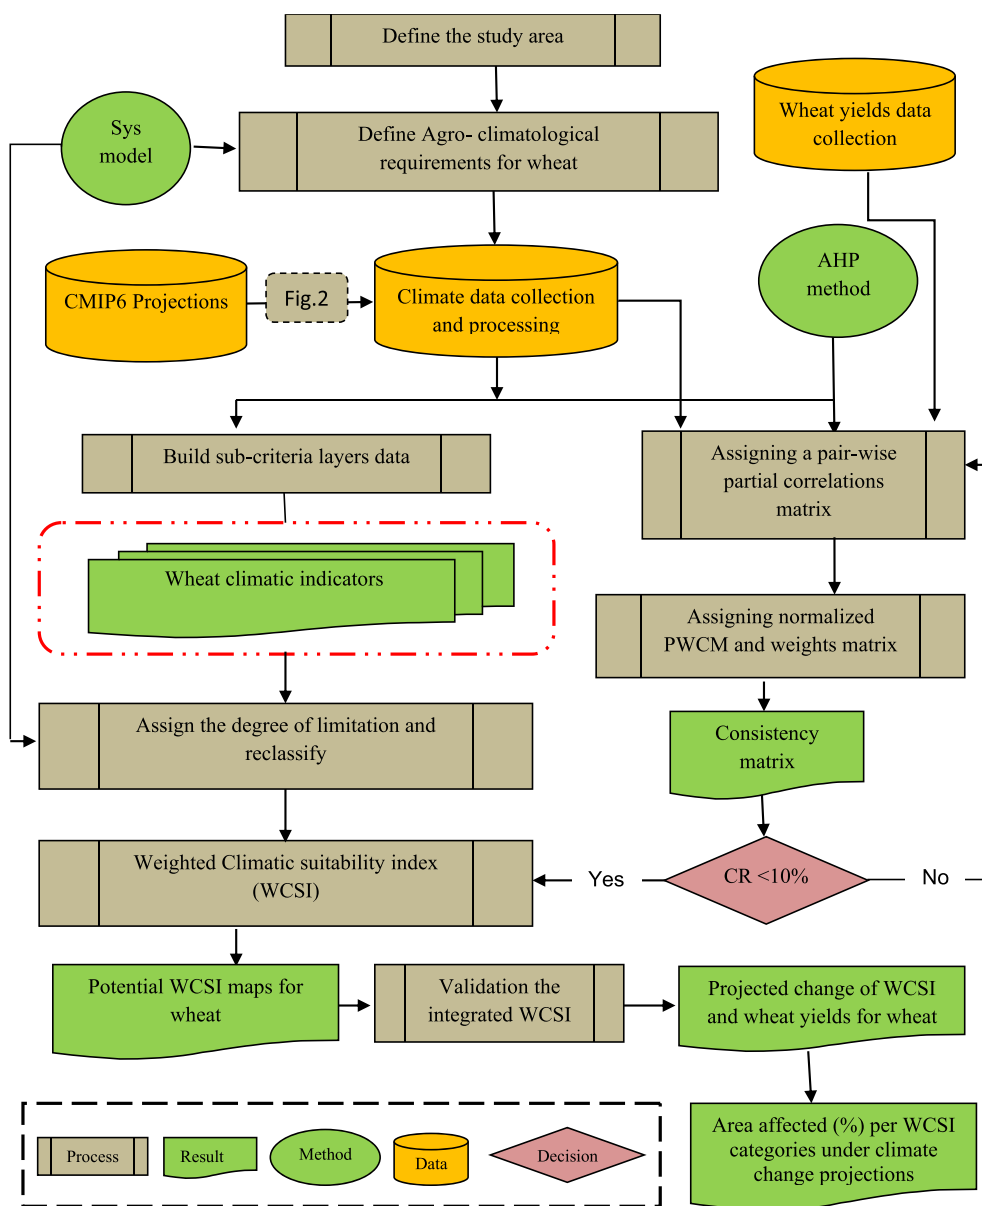 Define the study area
Sys
model
Define Agro- climatological
requirements for wheat
Wheat yields data
collection
CMIP6 Projections
Fig.2
Climate data collection
and processing
AHP
method
Build sub-criteria layers data
Assigning a pair-wise
partial correlations
matrix
Wheat climatic indicators
Assigning normalized
PWCM and weights matrix
Assign the degree of limitation and
reclassify
Consistency
matrix
Weighted Climatic suitability index
(WCSI)
Yes
CR <10%
No
Potential WCSI maps for
wheat
Validation the
integrated WCSI
Projected change of WCSI
and wheat yields for wheat
Area affected (%) per WCSI
categories under climate
change projections
Process
Result
Method
Data
Decision